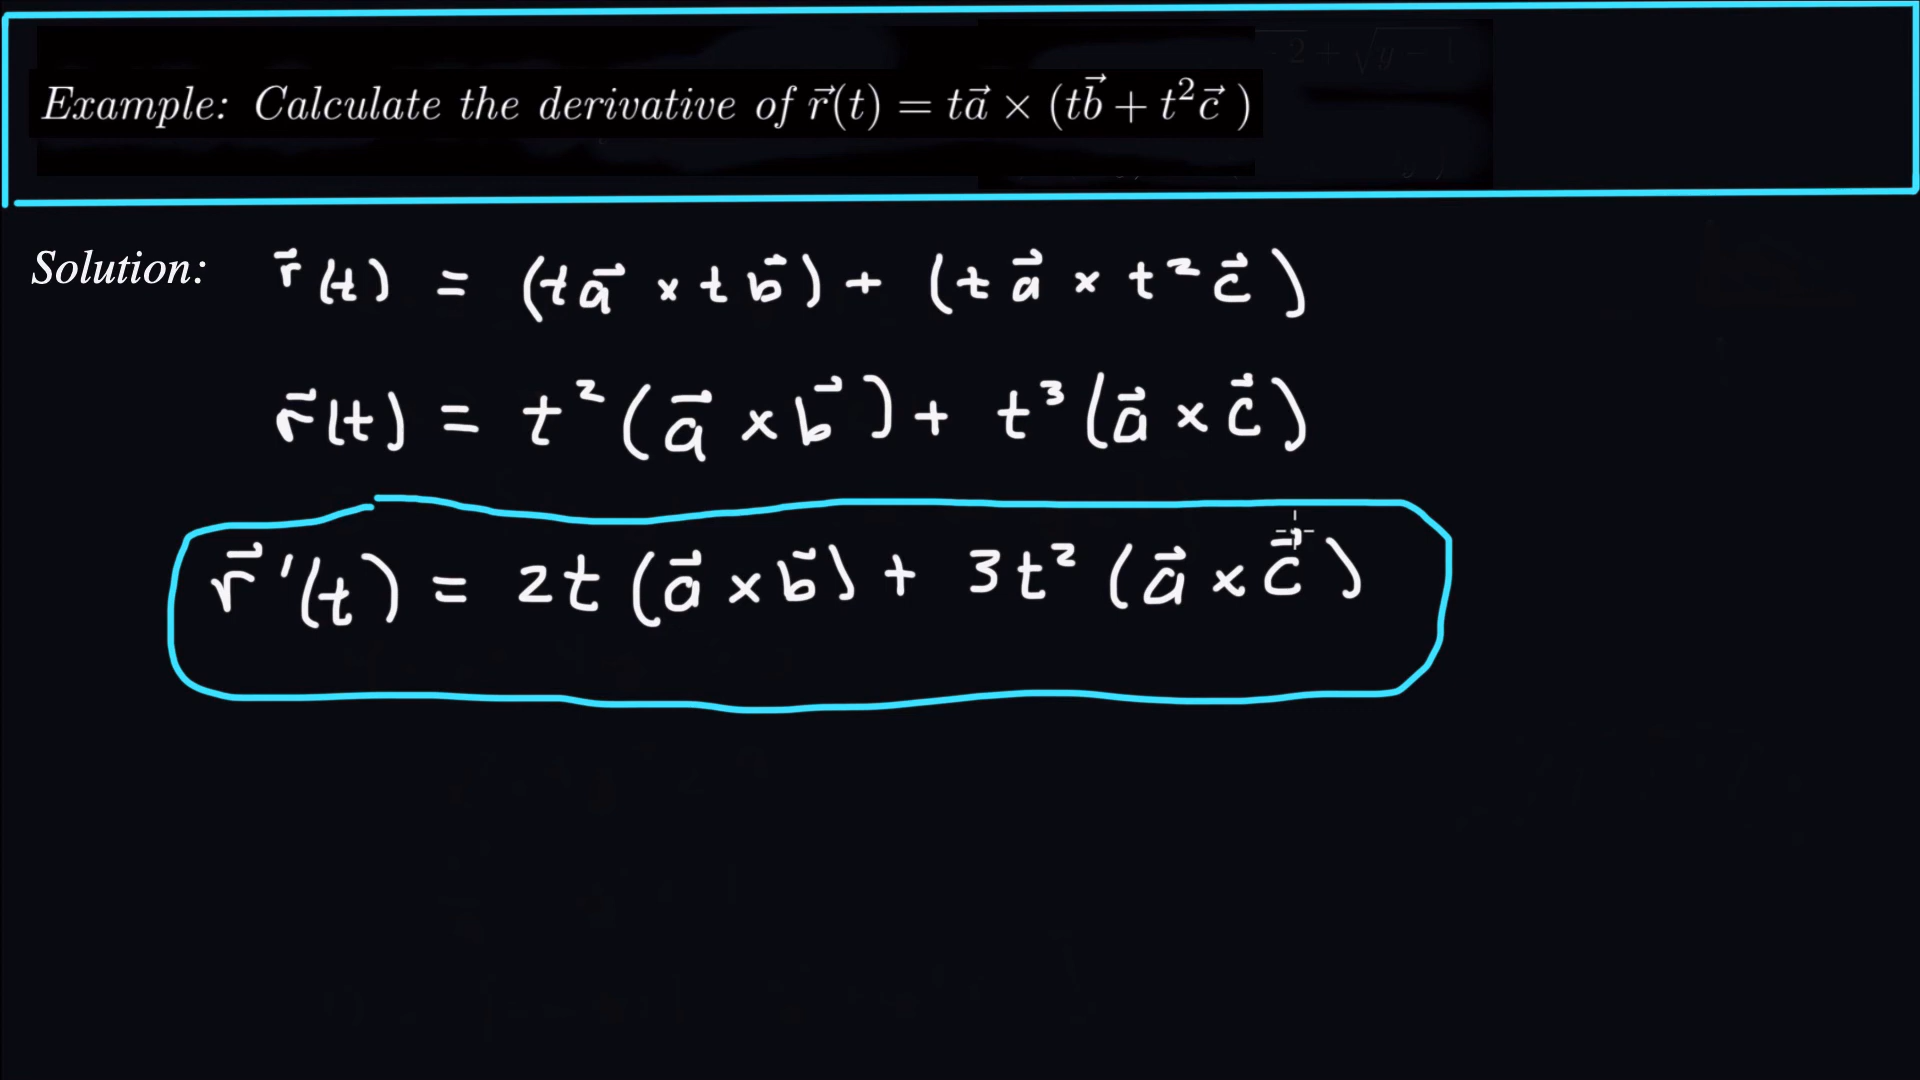 Example: Calculate the derivative of r⃗(t) = ta⃗ × (tb⃗ + t²c⃗ )
Solution: r⃗(t) = (ta⃗ × tb⃗) + (ta⃗ × t²c⃗)
r⃗(t) = t²(a⃗ × b⃗) + t³(a⃗ × c⃗)
r⃗'(t) = 2t(a⃗ × b⃗) + 3t²(a⃗ × c⃗)